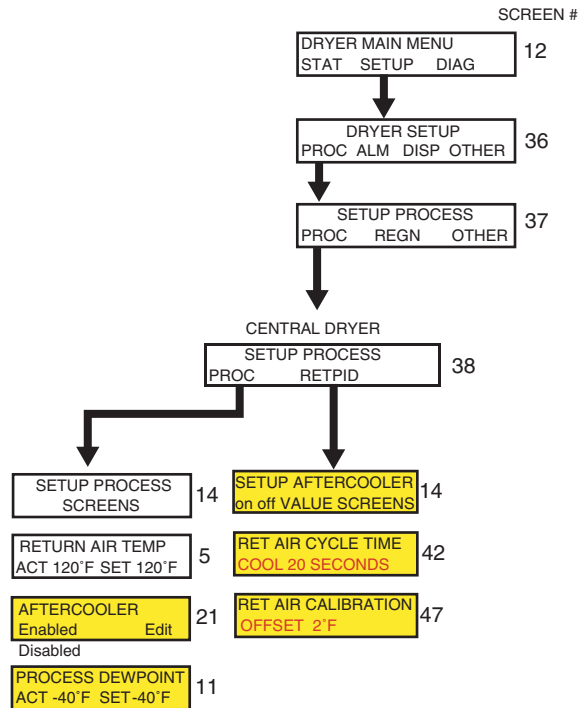 SCREEN #
DRYER MAIN MENU
STAT SETUP DIAG
12
DRYER SETUP
PROC ALM DISP OTHER
36
SETUP PROCESS
PROC REGN OTHER
37
CENTRAL DRYER
SETUP PROCESS
PROC RETPID
38
SETUP PROCESS
SCREENS
14
RETURN AIR TEMP
ACT 120°F SET 120°F
5
AFTERCOOLER
Enabled Edit
21
Disabled
PROCESS DEWPOINT
ACT -40°F SET-40°F
11
SETUP AFTERCOOLER
on off VALUE SCREENS
14
RET AIR CYCLE TIME
COOL 20 SECONDS
42
RET AIR CALIBRATION
OFFSET 2°F
47